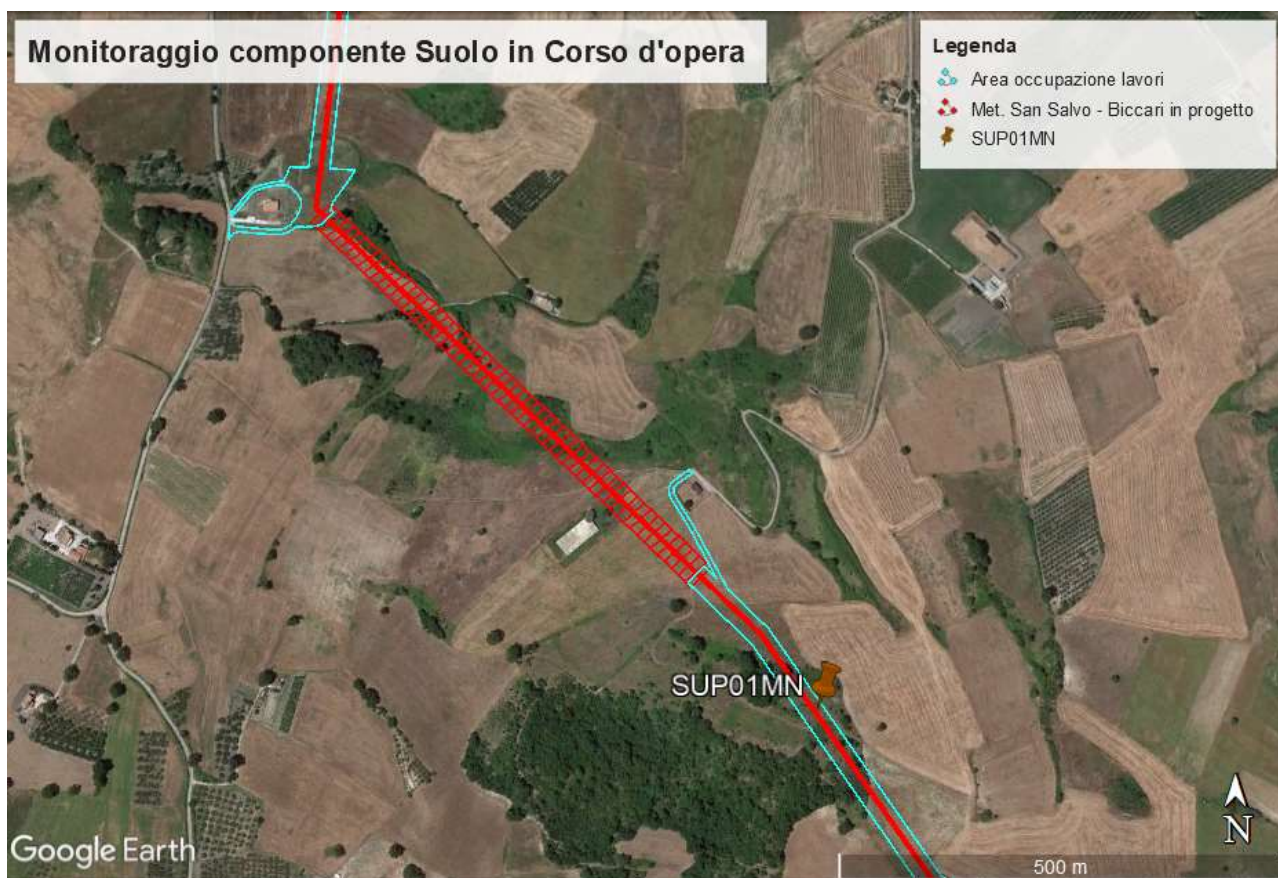 Monitoraggio componente Suolo in Corso d'opera
Legenda
Area occupazione lavori
Met. San Salvo - Biccari in progetto
SUP01MN
SUP01MN
Google Earth
N
500 m